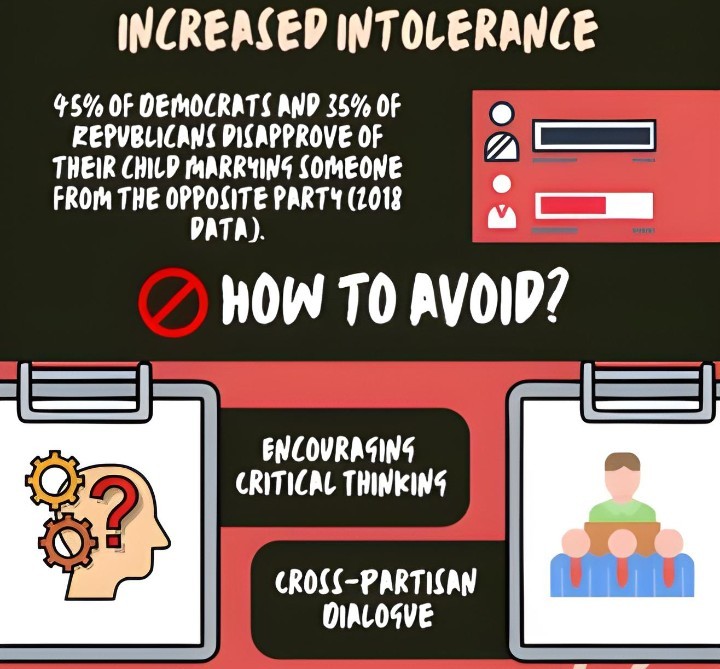 INCREASED INTOLERANCE
45% OF DEMOCRATS AND 35% OF
REPUBLICANS DISAPPROVE OF
THEIR CHILD MARRYING SOMEONE
FROM THE OPPOSITE PARTY (2018
DATA).
HOW TO AVOID?
ENCOURAGING
CRITICAL THINKING
CROSS-PARTISAN
DIALOGUE